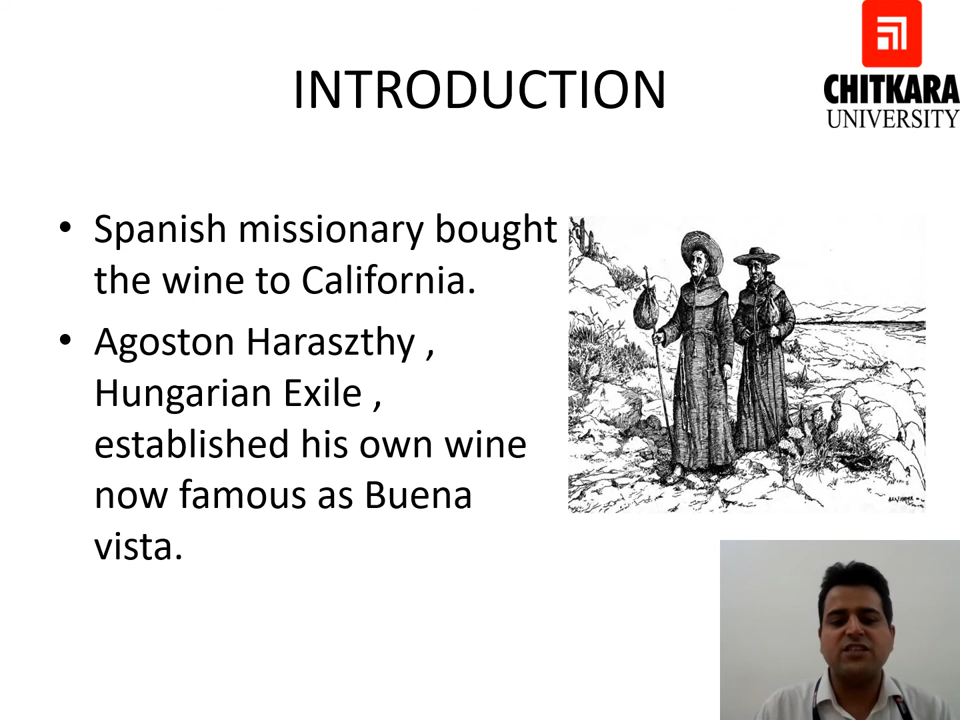 INTRODUCTION
CHITKARA
UNIVERSITY
• Spanish missionary bought
the wine to California.
• Agoston Haraszthy ,
Hungarian Exile ,
established his own wine
now famous as Buena
vista.